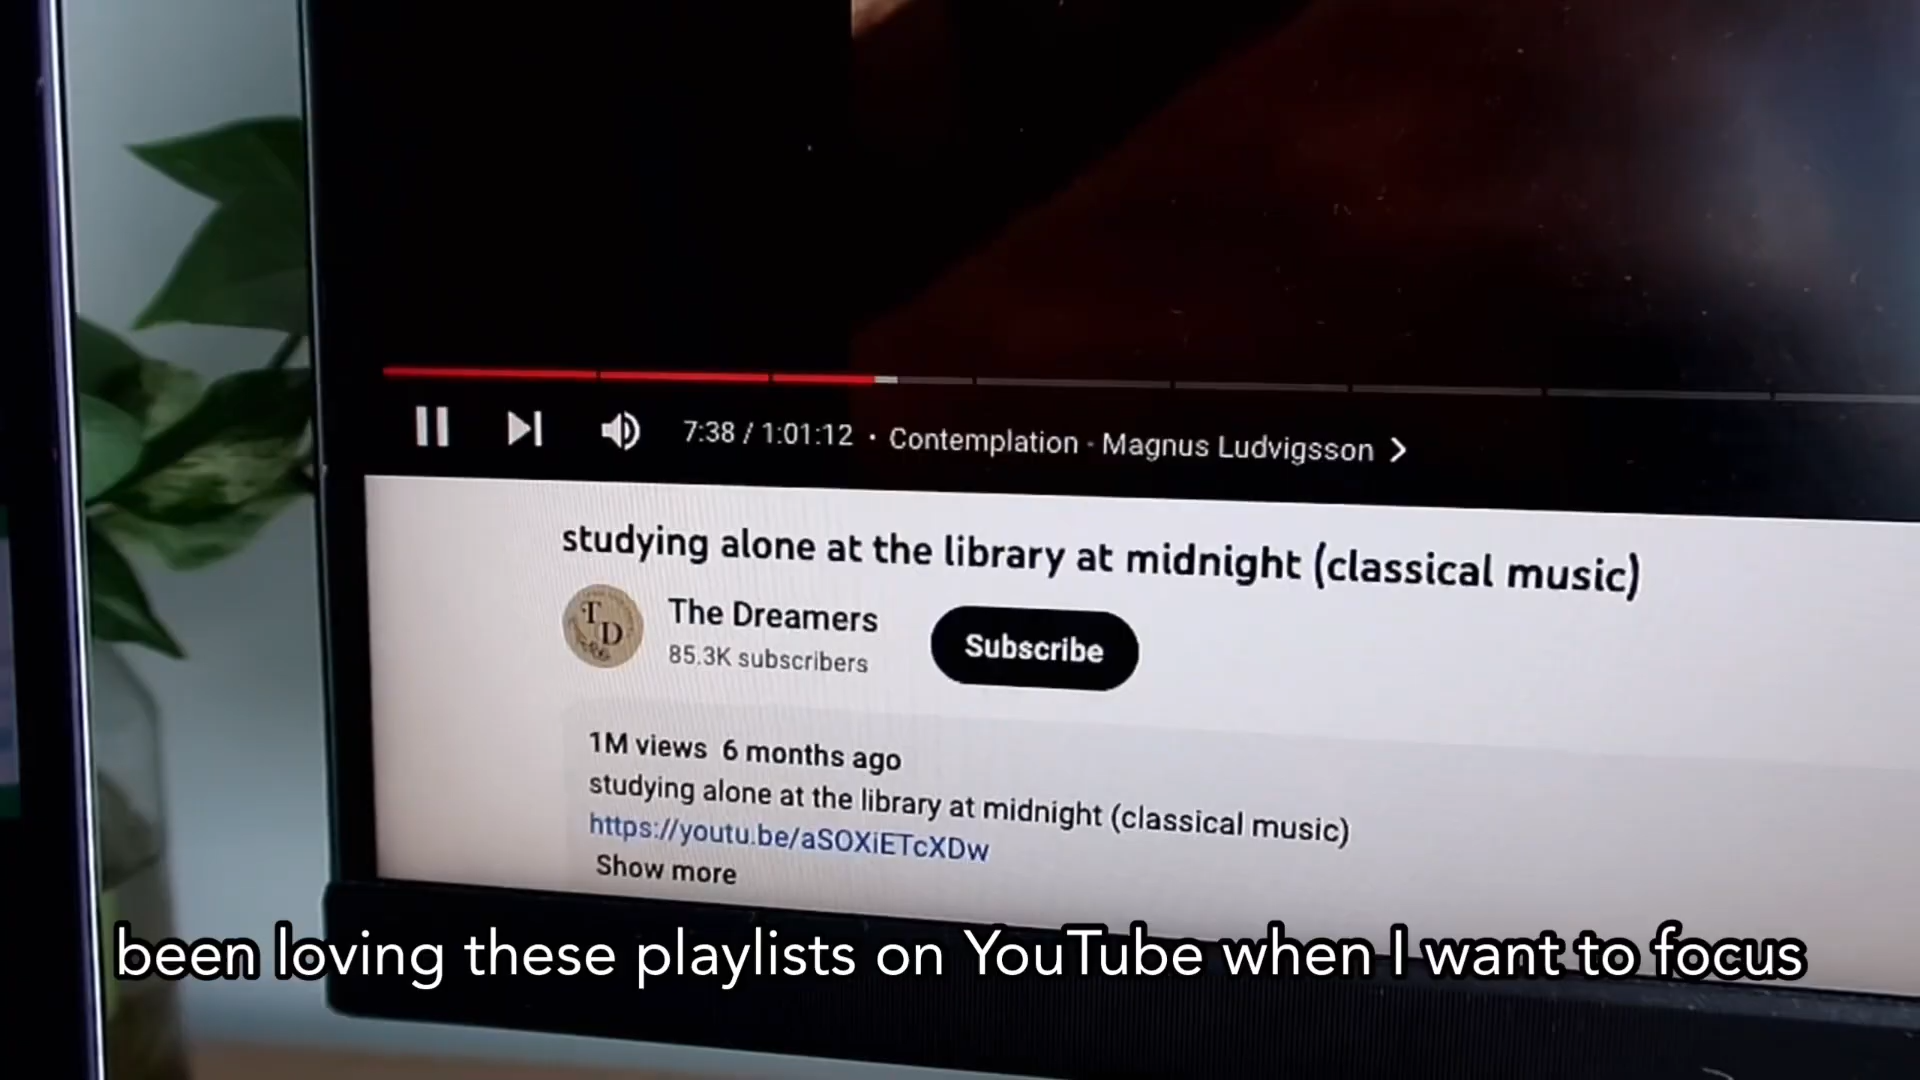 7:38 / 1:01:12 · Contemplation · Magnus Ludvigsson
studying alone at the library at midnight (classical music)
TD
The Dreamers
85.3K subscribers
Subscribe
1M views 6 months ago
studying alone at the library at midnight (classical music)
https://youtu.be/aSOXiETcXDw
Show more
been loving these playlists on YouTube when I want to focus